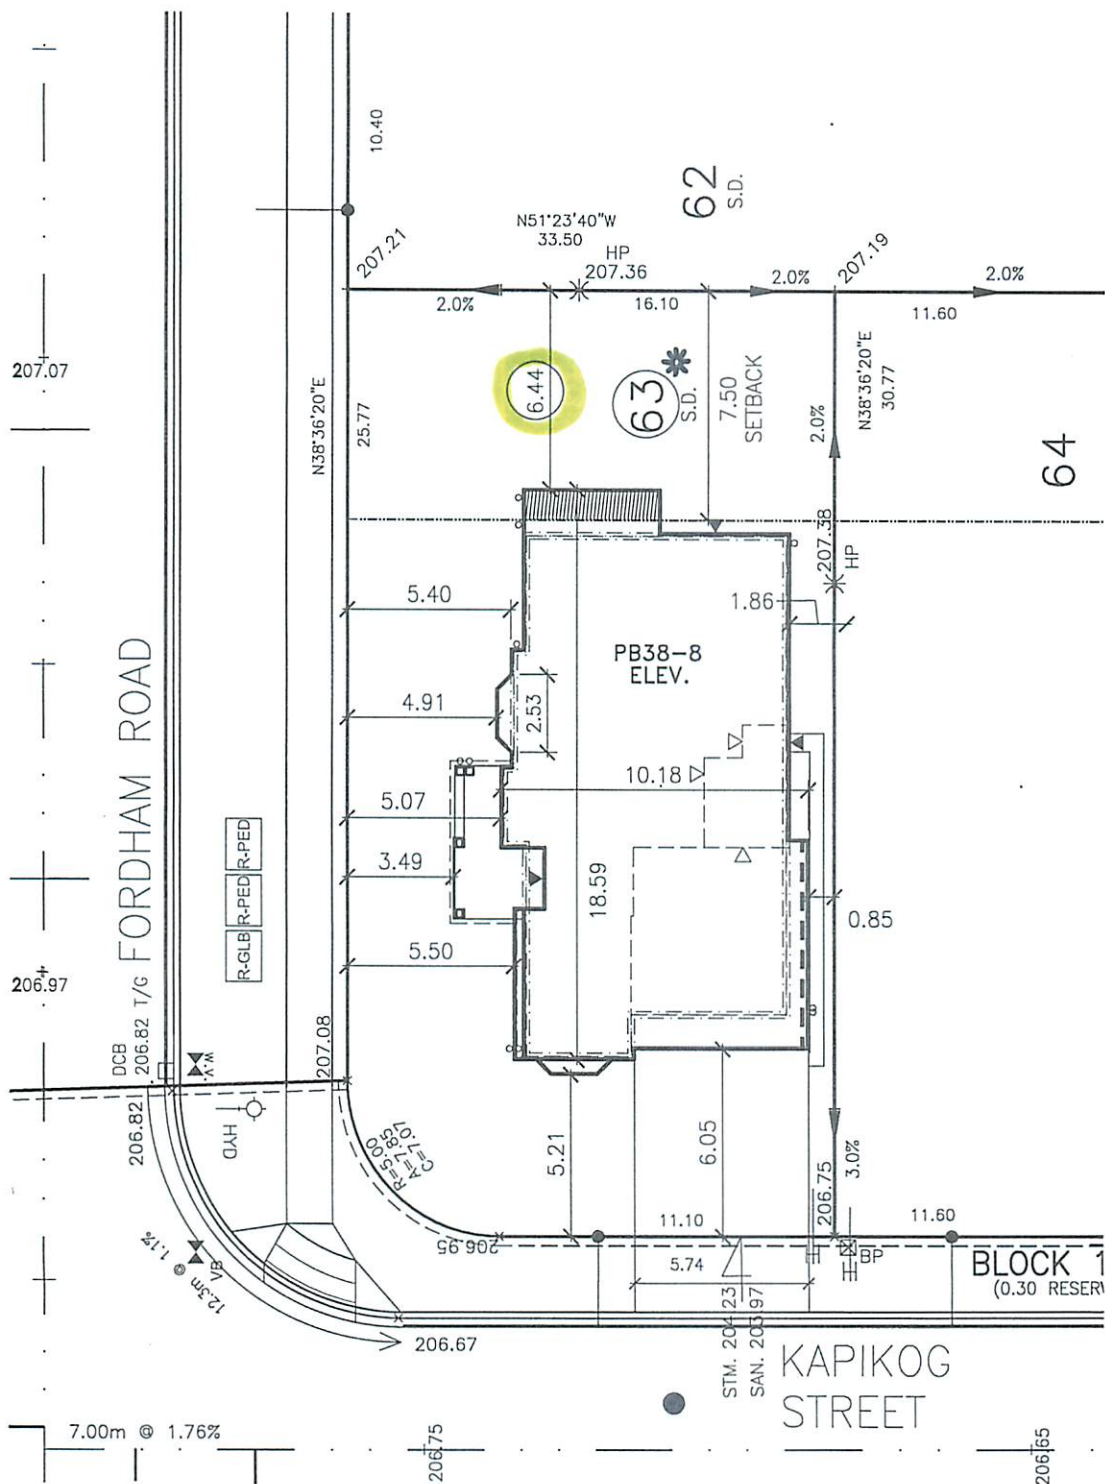 10.40
62
S.D.
N51°23'40"W
33.50
HP
207.36
207.21
207.19
2.0%
16.10
2.0%
2.0%
11.60
207.07
6.44
63
S.D.
7.50
SETBACK
N38°36'20"E
25.77
N38°36'20"E
30.77
2.0%
64
207.38
HP
5.40
1.86
PB38-8
ELEV.
4.91
2.53
10.18
5.07
3.49
18.59
0.85
5.50
FORDHAM ROAD
R-PED
R-PED
R-GLB
206.97
DCB
206.82 T/G
W.V.
207.08
206.82
HYD
R=5.00
A=7.85
C=7.07
5.21
6.05
206.75
3.0%
206.95
11.10
11.60
BP
5.74
BLOCK 1
(0.30 RESERV
1.1%
12.3m
VB
206.67
STM. 204.23
SAN. 203.97
KAPIKOG
STREET
7.00m @ 1.76%
206.75
206.65